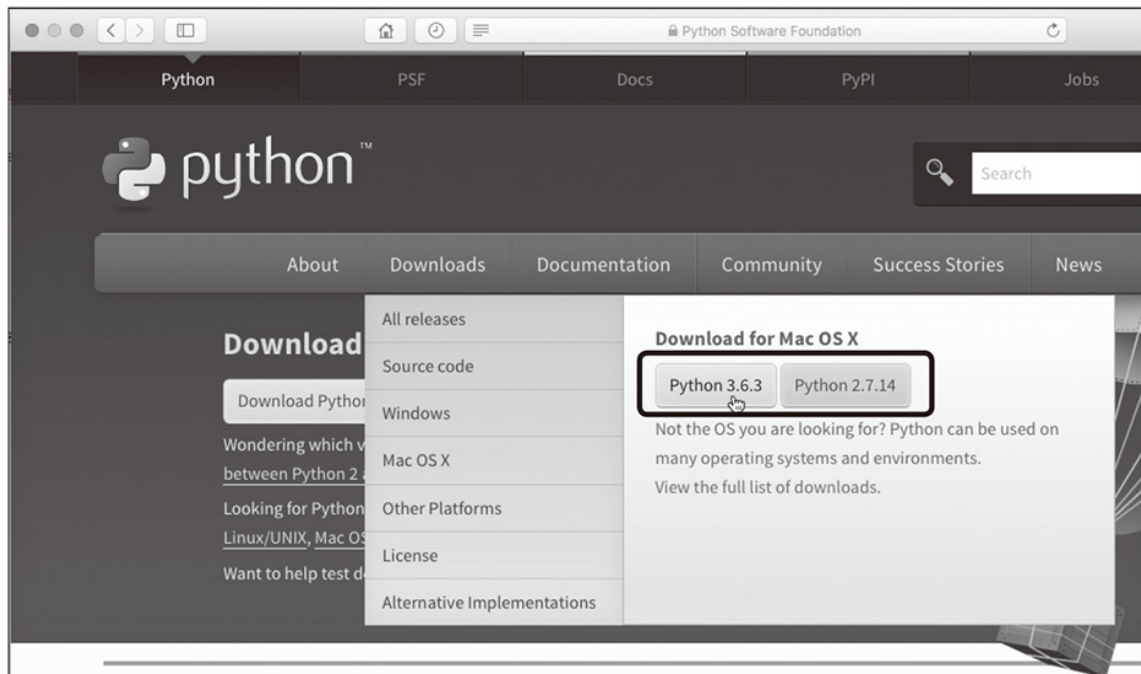 Python Software Foundation
Python PSF Docs PyPI Jobs
python™
Search
About Downloads Documentation Community Success Stories News
All releases
Source code
Windows
Mac OS X
Other Platforms
License
Alternative Implementations
Download for Mac OS X
Python 3.6.3 Python 2.7.14
Not the OS you are looking for? Python can be used on
many operating systems and environments.
View the full list of downloads.
Download
Download Python
Wondering which
between Python 2
Looking for Python
Linux/UNIX, Mac OS
Want to help test